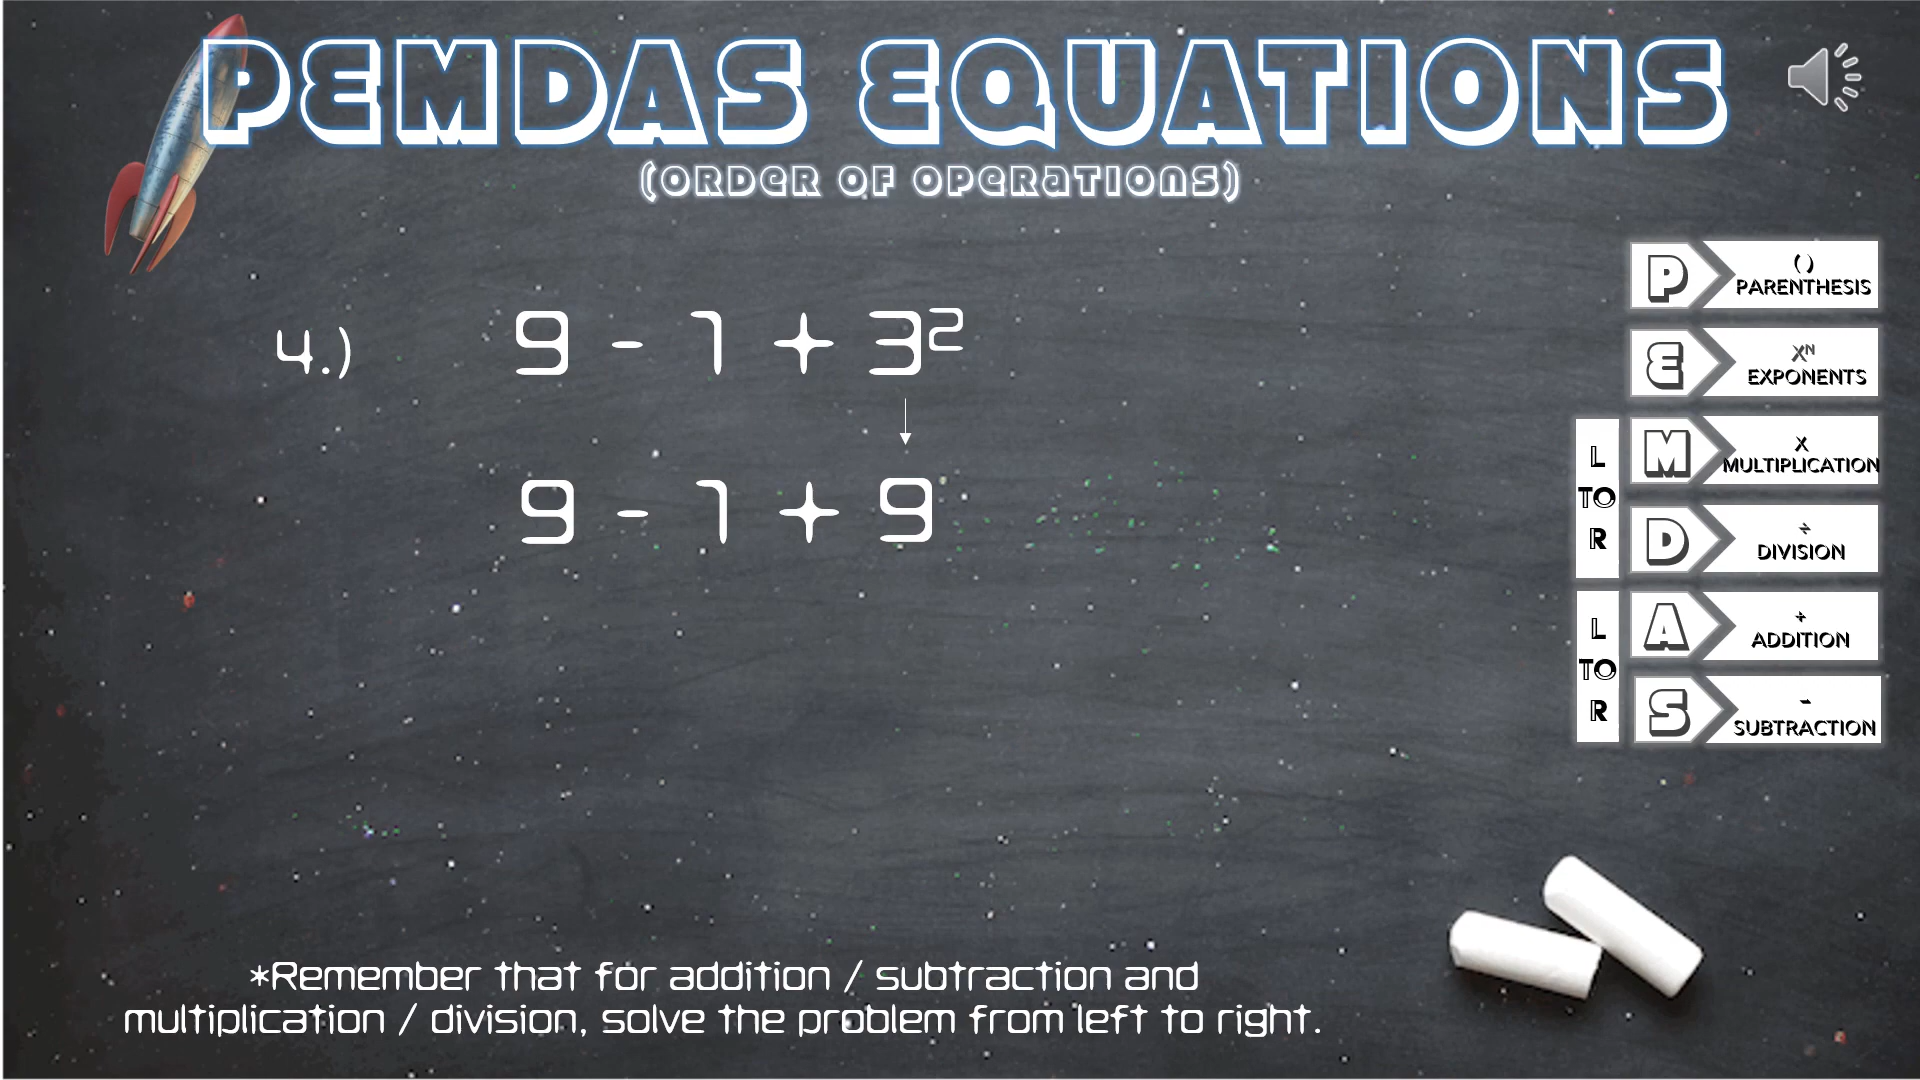 PEMDAS EQUATIONS
(ORDER OF OPERATIONS)
4.) 9 - 1 + 3²
9 - 1 + 9
P ( ) PARENTHESIS
E Xᴺ EXPONENTS
M X MULTIPLICATION
D ÷ DIVISION
A + ADDITION
S - SUBTRACTION
L
TO
R
L
TO
R
*Remember that for addition / subtraction and
multiplication / division, solve the problem from left to right.